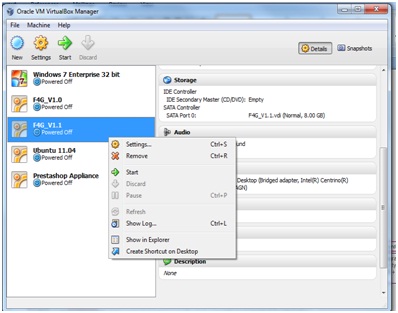 Oracle VM VirtualBox Manager
File Machine Help
New Settings Start Discard
Details Snapshots
Windows 7 Enterprise 32 bit
Powered Off
F4G_V1.0
Powered Off
F4G_V1.1
Powered Off
Ubuntu 11.04
Powered Off
Prestashop Appliance
Powered Off
Settings... Ctrl+S
Remove Ctrl+R
Start
Discard
Pause Ctrl+P
Refresh
Show Log... Ctrl+L
Show in Explorer
Create Shortcut on Desktop
Storage
IDE Controller
IDE Secondary Master (CD/DVD): Empty
SATA Controller
SATA Port 0: F4G_V1.1.vdi (Normal, 8.00 GB)
Audio
Desktop (Bridged adapter, Intel(R) Centrino(R)
Description
None